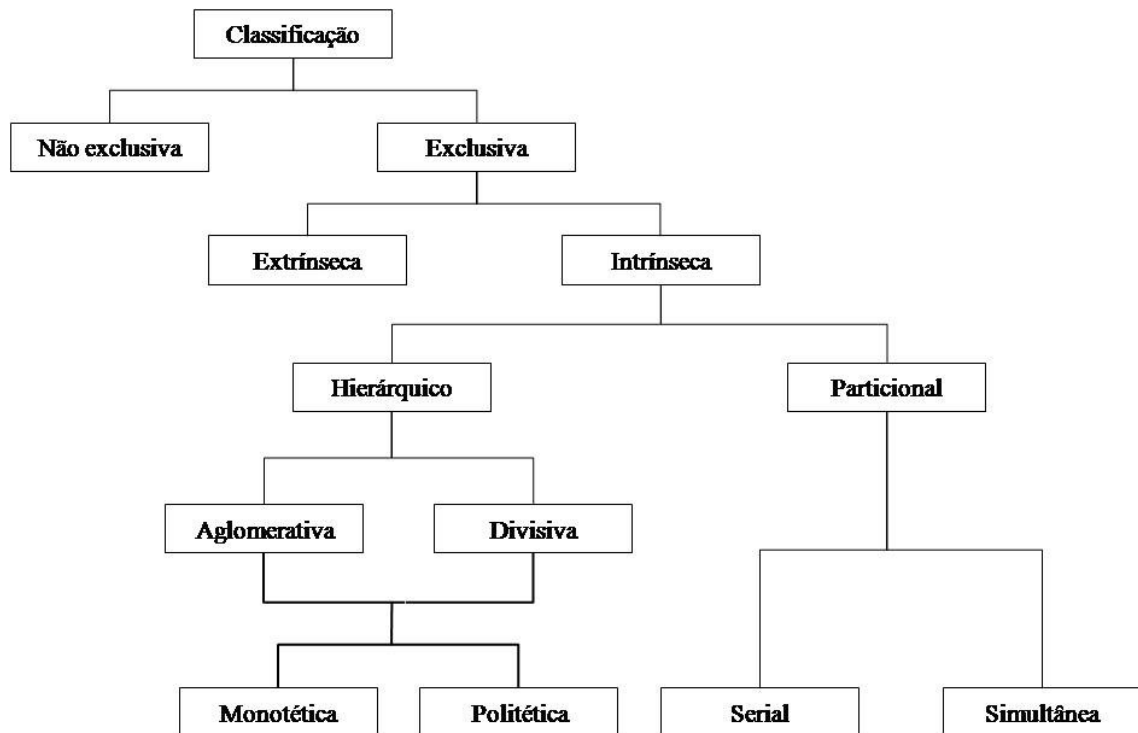 Classificação
Não exclusiva
Exclusiva
Extrínseca
Intrínseca
Hierárquico
Particional
Aglomerativa
Divisiva
Monotética
Politética
Serial
Simultânea